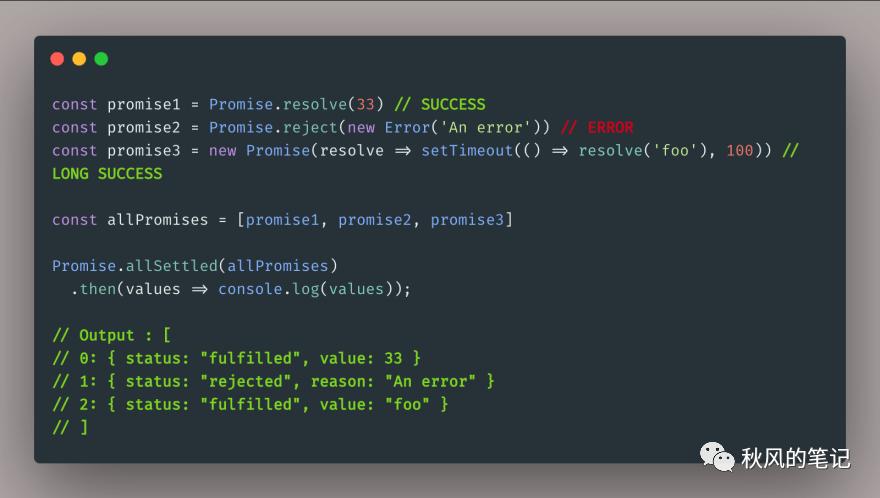 const promise1 = Promise.resolve(33) // SUCCESS
const promise2 = Promise.reject(new Error('An error')) // ERROR
const promise3 = new Promise(resolve => setTimeout(() => resolve('foo'), 100)) //
LONG SUCCESS
const allPromises = [promise1, promise2, promise3]
Promise.allSettled(allPromises)
.then(values => console.log(values));
// Output : [
// 0: { status: "fulfilled", value: 33 }
// 1: { status: "rejected", reason: "An error" }
// 2: { status: "fulfilled", value: "foo" }
// ]
秋风的笔记